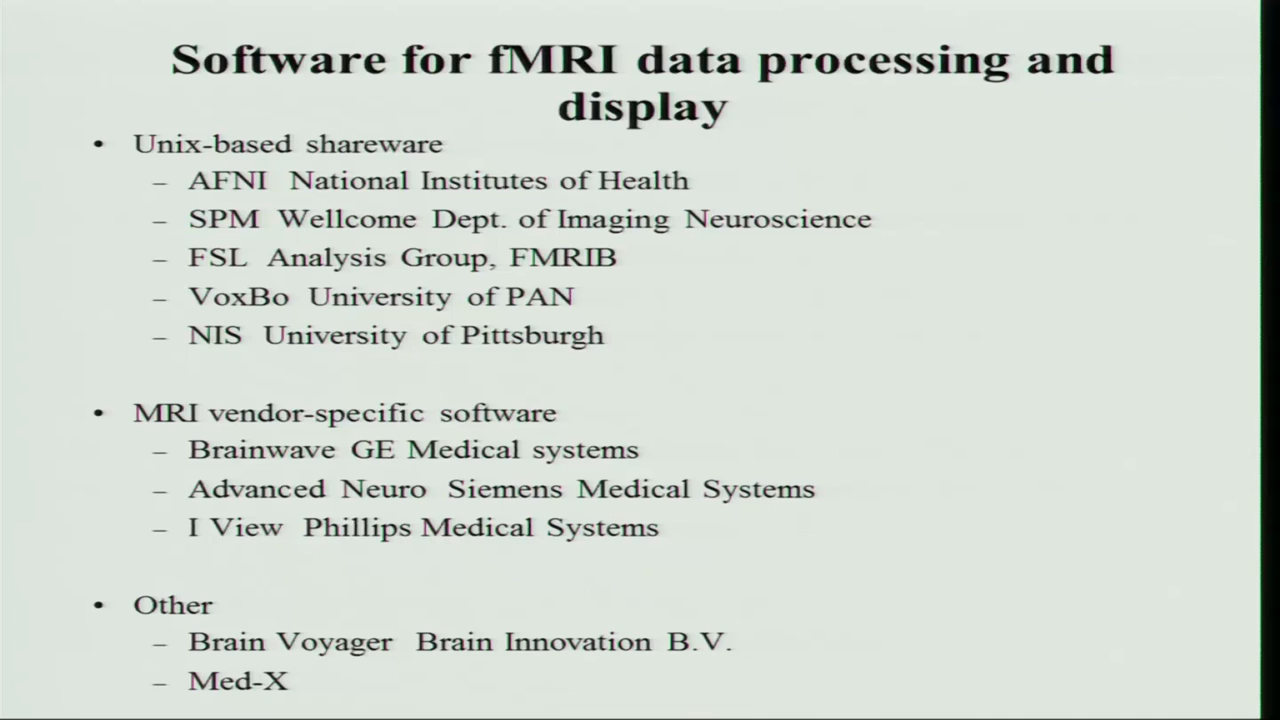 Software for fMRI data processing and
display
• Unix-based shareware
– AFNI National Institutes of Health
– SPM Wellcome Dept. of Imaging Neuroscience
– FSL Analysis Group, FMRIB
– VoxBo University of PAN
– NIS University of Pittsburgh
• MRI vendor-specific software
– Brainwave GE Medical systems
– Advanced Neuro Siemens Medical Systems
– I View Phillips Medical Systems
• Other
– Brain Voyager Brain Innovation B.V.
– Med-X